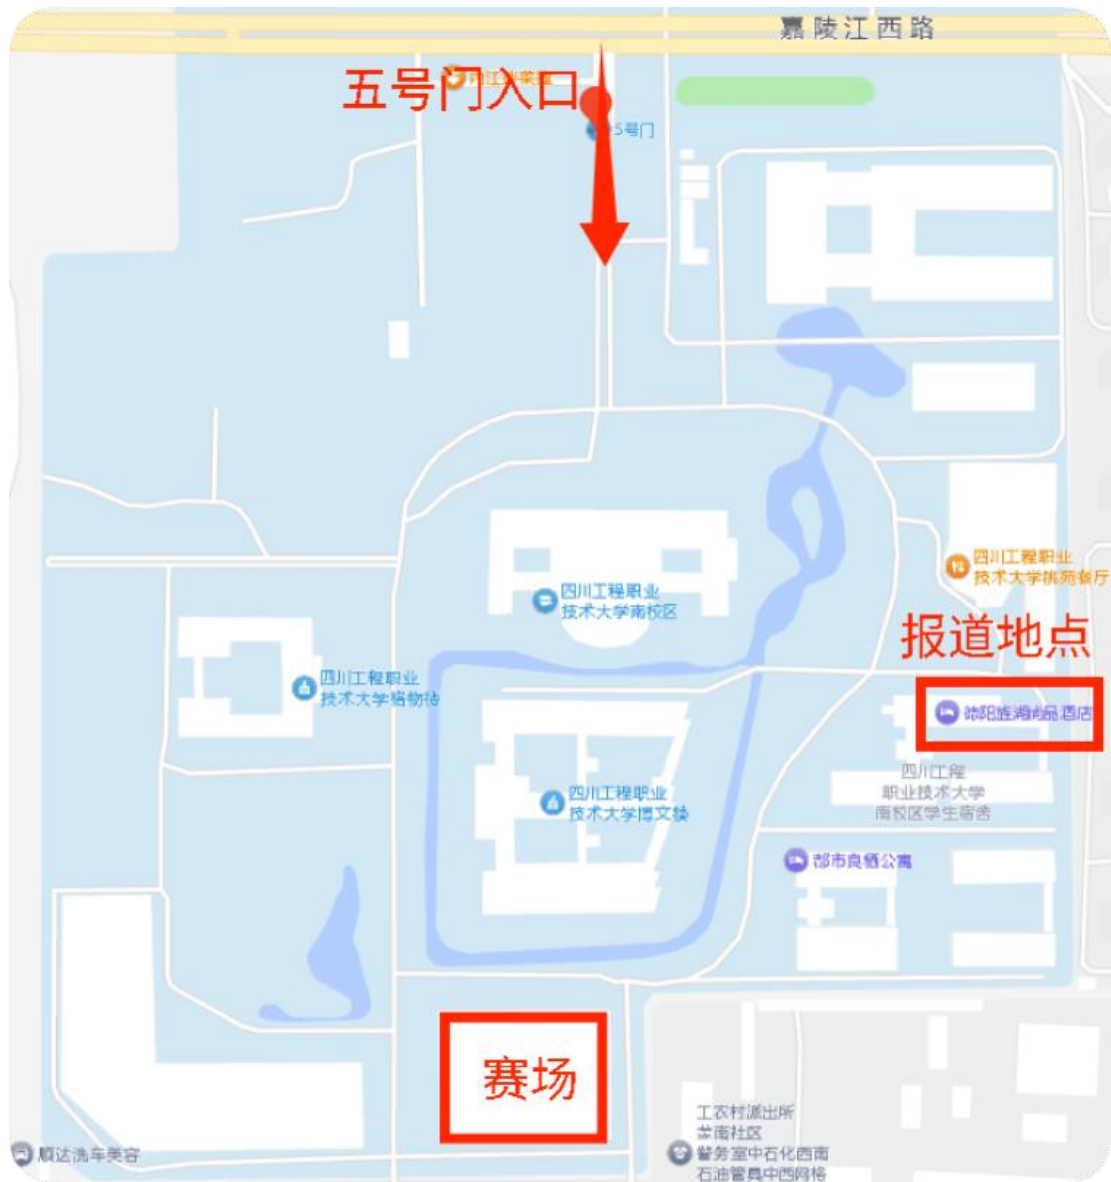 嘉陵江西路
五号门入口
5号门
四川工程职业
技术大学桃苑餐厅
四川工程职业
技术大学南校区
报道地点
四川工程职业
技术大学
四川工程
职业技术大学
南校区学生宿舍
四川工程职业
技术大学博文楼
都市良栖公寓
赛场
工农村派出所
警务室中石化西南
石油管具中西网格
顺达洗车美容